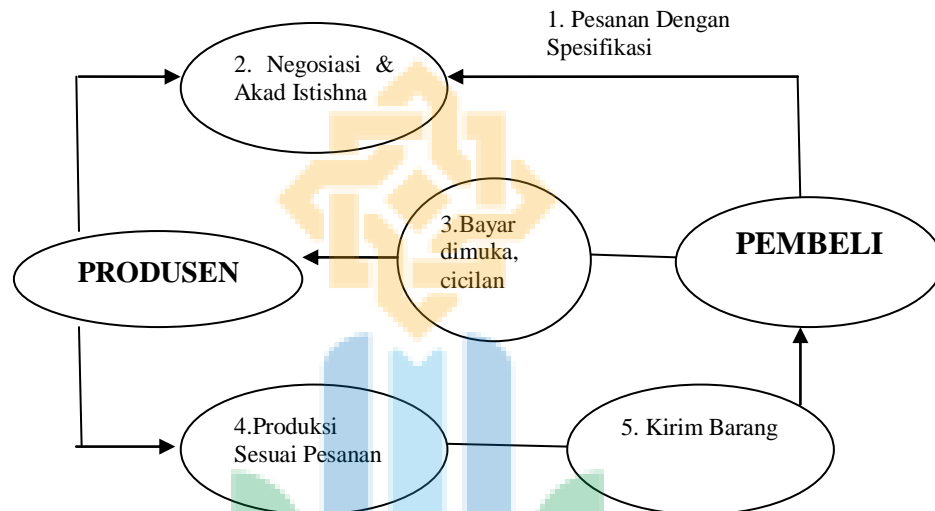 1. Pesanan Dengan
Spesifikasi
2. Negosiasi &
Akad Istishna
3.Bayar
dimuka,
cicilan
PEMBELI
PRODUSEN
4.Produksi
Sesuai Pesanan
5. Kirim Barang